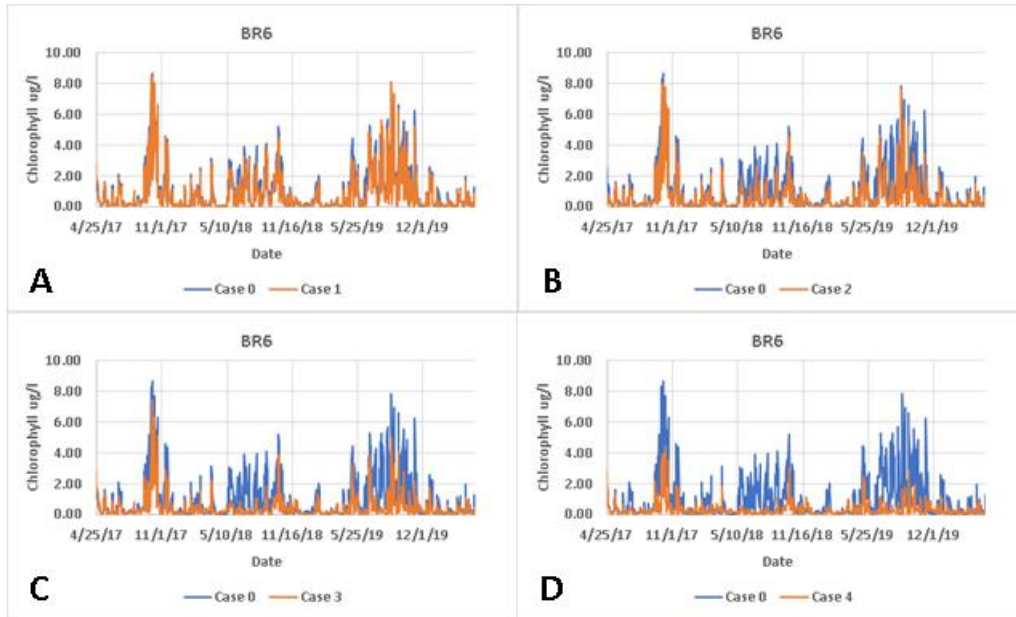 BR6
10.00
8.00
6.00
4.00
2.00
0.00
Chlorophyll ug/l
4/25/17 11/1/17 5/10/18 11/16/18 5/25/19 12/1/19
Date
A
Case 0 Case 1
BR6
10.00
8.00
6.00
4.00
2.00
0.00
Chlorophyll ug/l
4/25/17 11/1/17 5/10/18 11/16/18 5/25/19 12/1/19
Date
B
Case 0 Case 2
BR6
10.00
8.00
6.00
4.00
2.00
0.00
Chlorophyll ug/l
4/25/17 11/1/17 5/10/18 11/16/18 5/25/19 12/1/19
Date
C
Case 0 Case 3
BR6
10.00
8.00
6.00
4.00
2.00
0.00
Chlorophyll ug/l
4/25/17 11/1/17 5/10/18 11/16/18 5/25/19 12/1/19
Date
D
Case 0 Case 4